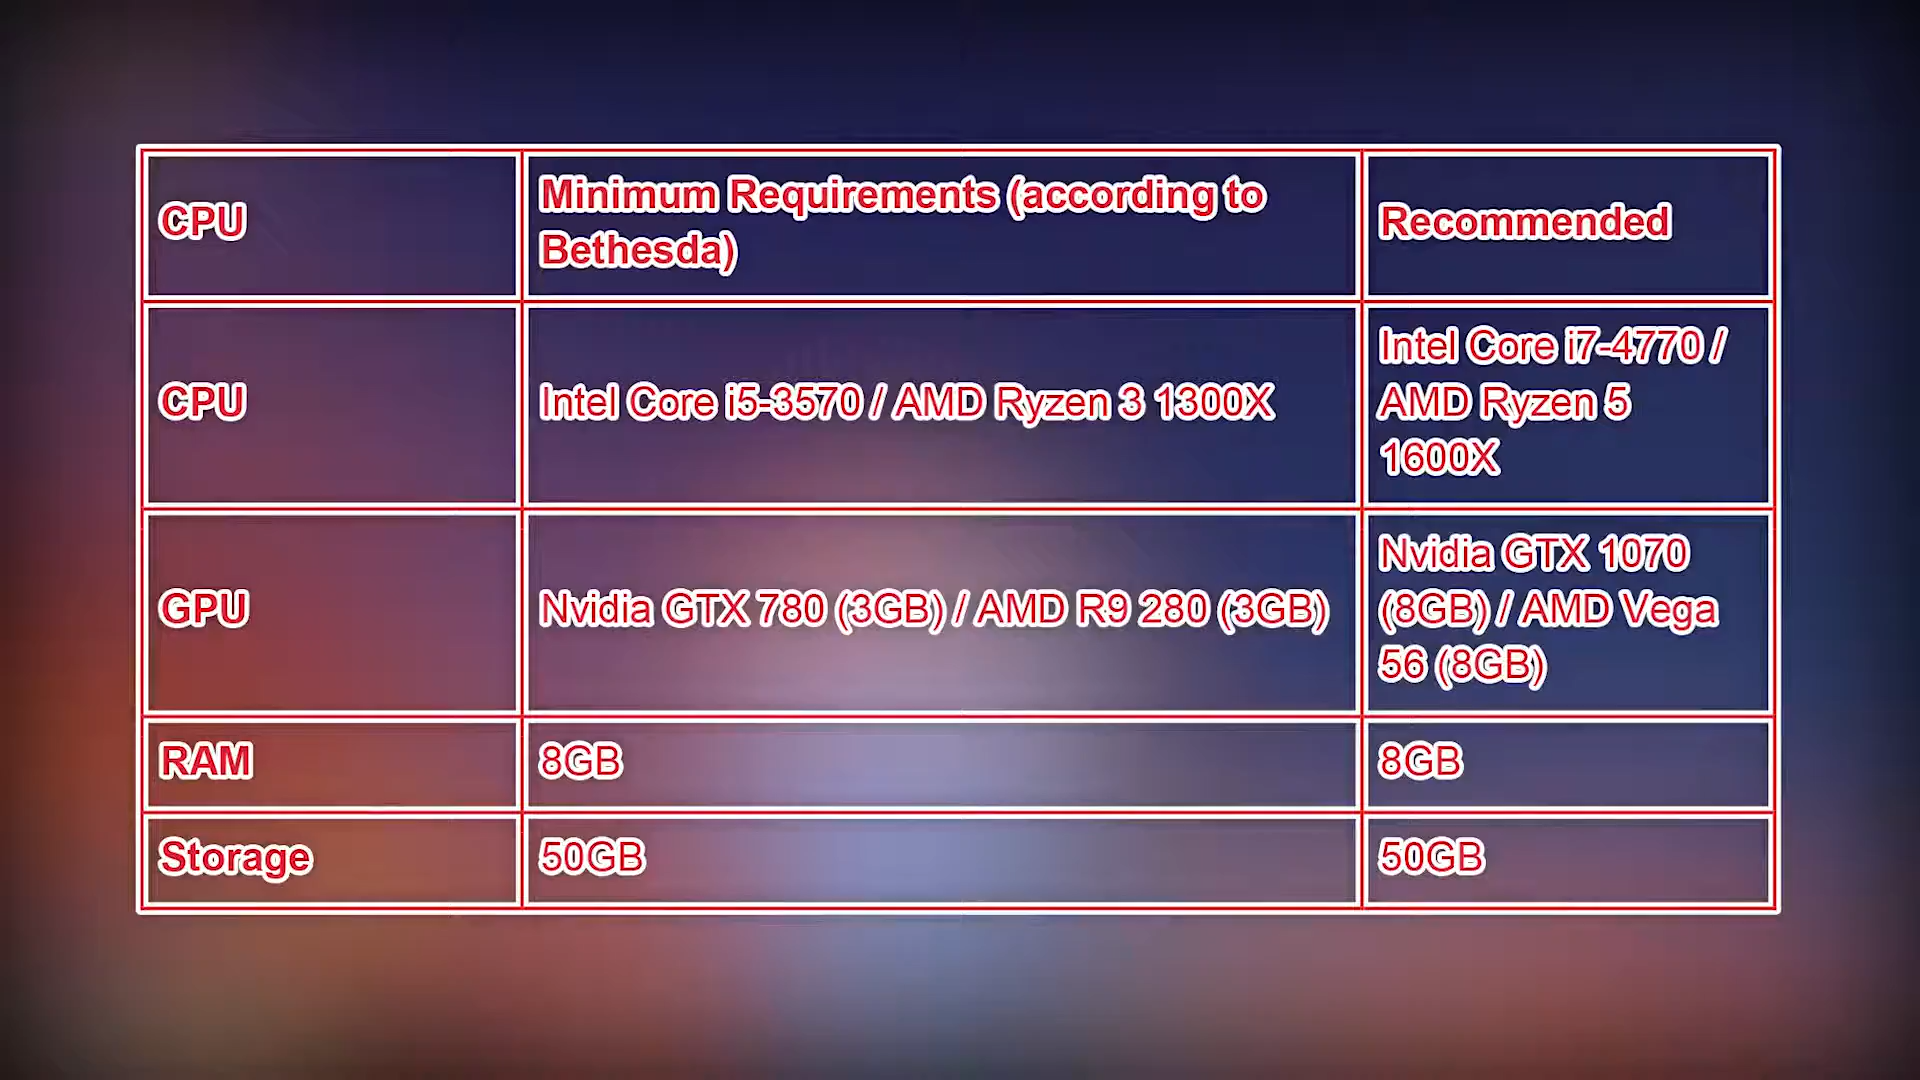 CPU
Minimum Requirements (according to
Bethesda)
Recommended
CPU
Intel Core i5-3570 / AMD Ryzen 3 1300X
Intel Core i7-4770 /
AMD Ryzen 5
1600X
GPU
Nvidia GTX 780 (3GB) / AMD R9 280 (3GB)
Nvidia GTX 1070
(8GB) / AMD Vega
56 (8GB)
RAM
8GB
8GB
Storage
50GB
50GB